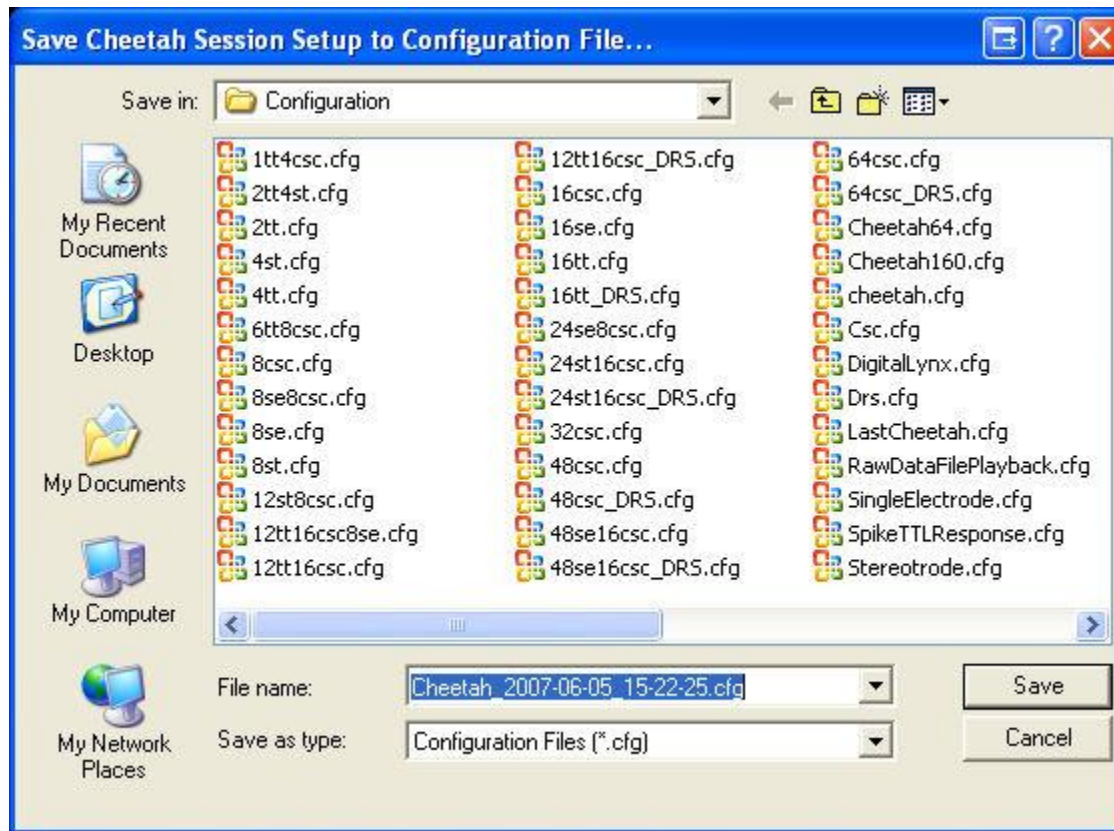 Save Cheetah Session Setup to Configuration File...
Save in:
Configuration
My Recent
Documents
Desktop
My Documents
My Computer
My Network
Places
1tt4csc.cfg
2tt4st.cfg
2tt.cfg
4st.cfg
4tt.cfg
6tt8csc.cfg
8csc.cfg
8se8csc.cfg
8se.cfg
8st.cfg
12st8csc.cfg
12tt16csc8se.cfg
12tt16csc.cfg
12tt16csc_DRS.cfg
16csc.cfg
16se.cfg
16tt.cfg
16tt_DRS.cfg
24se8csc.cfg
24st16csc.cfg
24st16csc_DRS.cfg
32csc.cfg
48csc.cfg
48csc_DRS.cfg
48se16csc.cfg
48se16csc_DRS.cfg
64csc.cfg
64csc_DRS.cfg
Cheetah64.cfg
Cheetah160.cfg
cheetah.cfg
Csc.cfg
DigitalLynx.cfg
Drs.cfg
LastCheetah.cfg
RawDataFilePlayback.cfg
SingleElectrode.cfg
SpikeTTLResponse.cfg
Stereotrode.cfg
File name:
Cheetah_2007-06-05_15-22-25.cfg
Save
Save as type:
Configuration Files (*.cfg)
Cancel